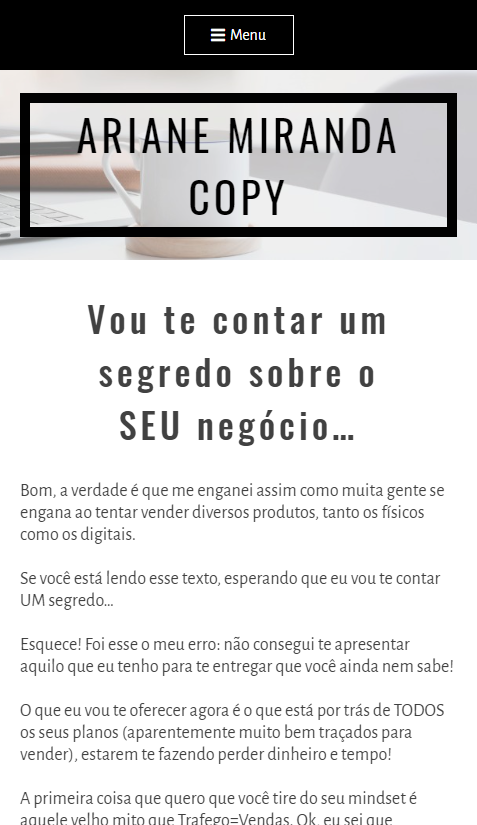 Menu
ARIANE MIRANDA
COPY
Vou te contar um
segredo sobre o
SEU negócio…
Bom, a verdade é que me enganei assim como muita gente se
engana ao tentar vender diversos produtos, tanto os físicos
como os digitais.
Se você está lendo esse texto, esperando que eu vou te contar
UM segredo…
Esquece! Foi esse o meu erro: não consegui te apresentar
aquilo que eu tenho para te entregar que você ainda nem sabe!
O que eu vou te oferecer agora é o que está por trás de TODOS
os seus planos (aparentemente muito bem traçados para
vender), estarem te fazendo perder dinheiro e tempo!
A primeira coisa que quero que você tire do seu mindset é
aquele velho mito que Trafego=Vendas. Ok, eu sei que